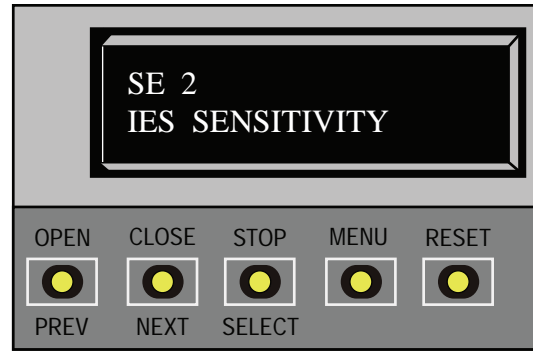 SE 2
IES SENSITIVITY
OPEN CLOSE STOP MENU RESET
PREV NEXT SELECT